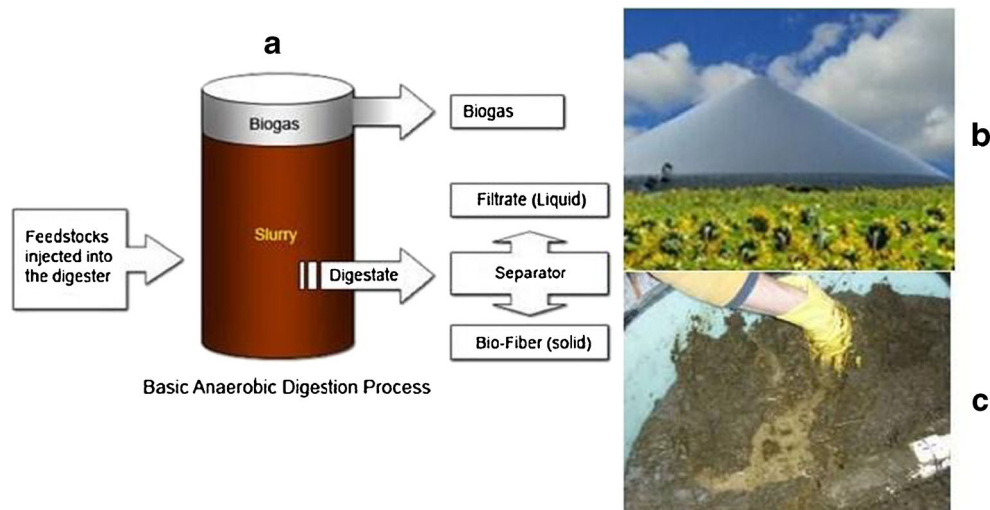 a
Biogas
Biogas
Filtrate (Liquid)
Feedstocks
injected into
the digester
Slurry
Digestate
Separator
Bio-Fiber (solid)
Basic Anaerobic Digestion Process
b
c